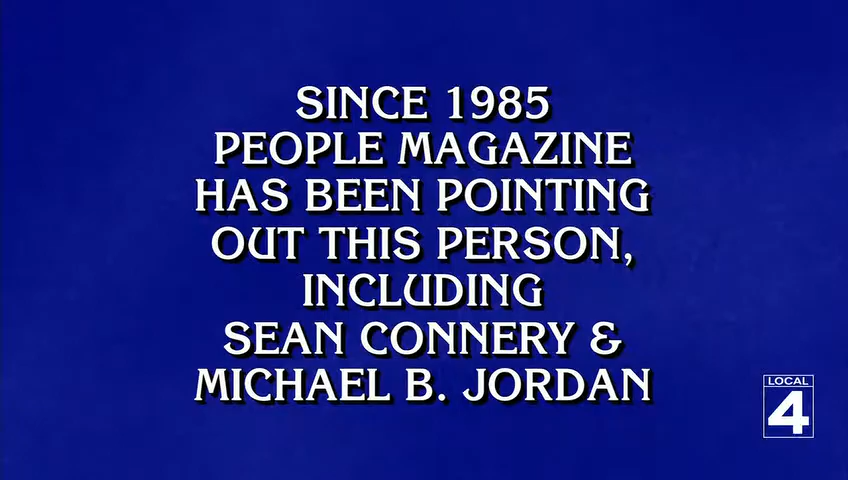 SINCE 1985
PEOPLE MAGAZINE
HAS BEEN POINTING
OUT THIS PERSON,
INCLUDING
SEAN CONNERY &
MICHAEL B. JORDAN
LOCAL
4